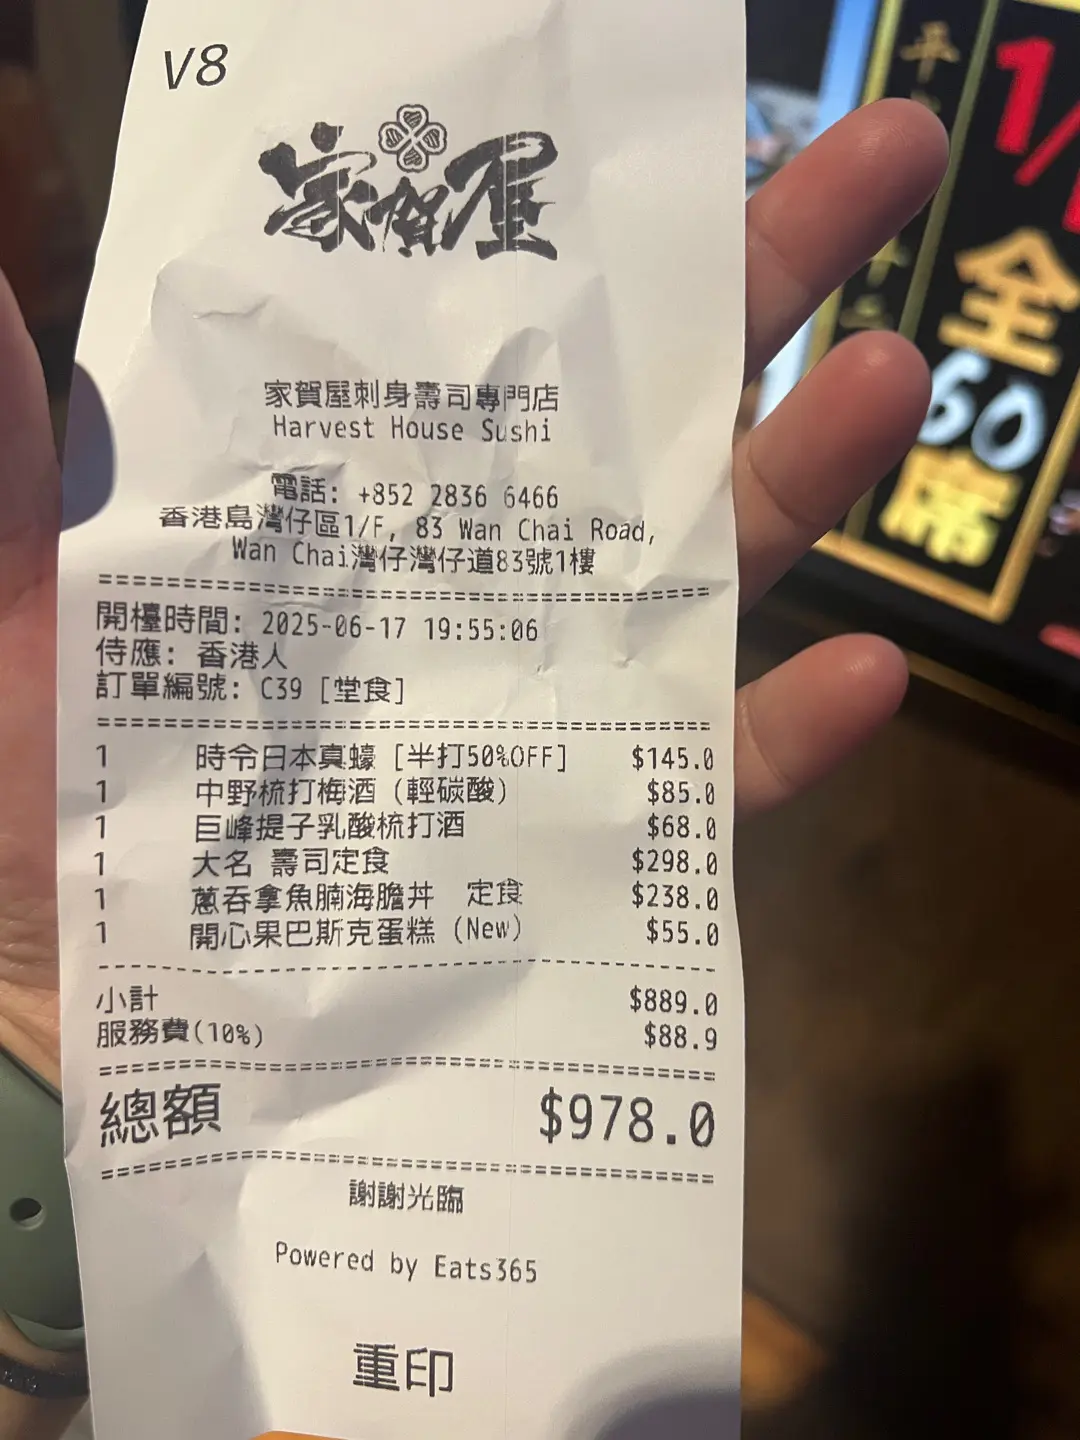 V8
家賀屋
家賀屋刺身壽司專門店
Harvest House Sushi
電話: +852 2836 6466
香港島灣仔區1/F, 83 Wan Chai Road,
Wan Chai灣仔灣仔道83號1樓
開檯時間: 2025-06-17 19:55:06
侍應: 香港人
訂單編號: C39 [堂食]
1 時令日本真蠔 [半打50%OFF] $145.0
1 中野梳打梅酒 (輕碳酸) $85.0
1 巨峰提子乳酸梳打酒 $68.0
1 大名 壽司定食 $298.0
1 蔥吞拿魚腩海膽丼 定食 $238.0
1 開心果巴斯克蛋糕 (New) $55.0
小計 $889.0
服務費(10%) $88.9
總額 $978.0
謝謝光臨
Powered by Eats365
重印
1/
全
60
席